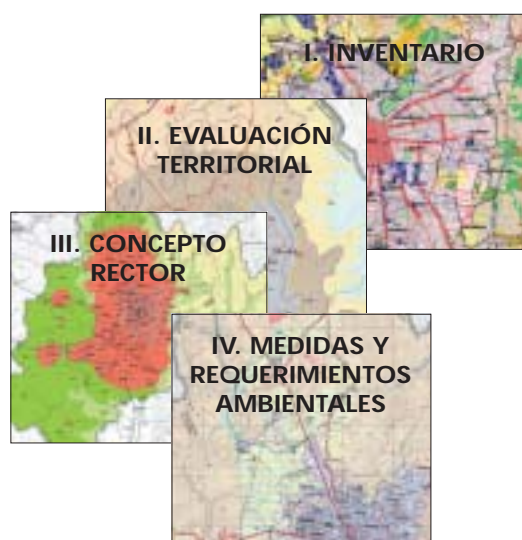 I. INVENTARIO
II. EVALUACIÓN
TERRITORIAL
III. CONCEPTO
RECTOR
IV. MEDIDAS Y
REQUERIMIENTOS
AMBIENTALES